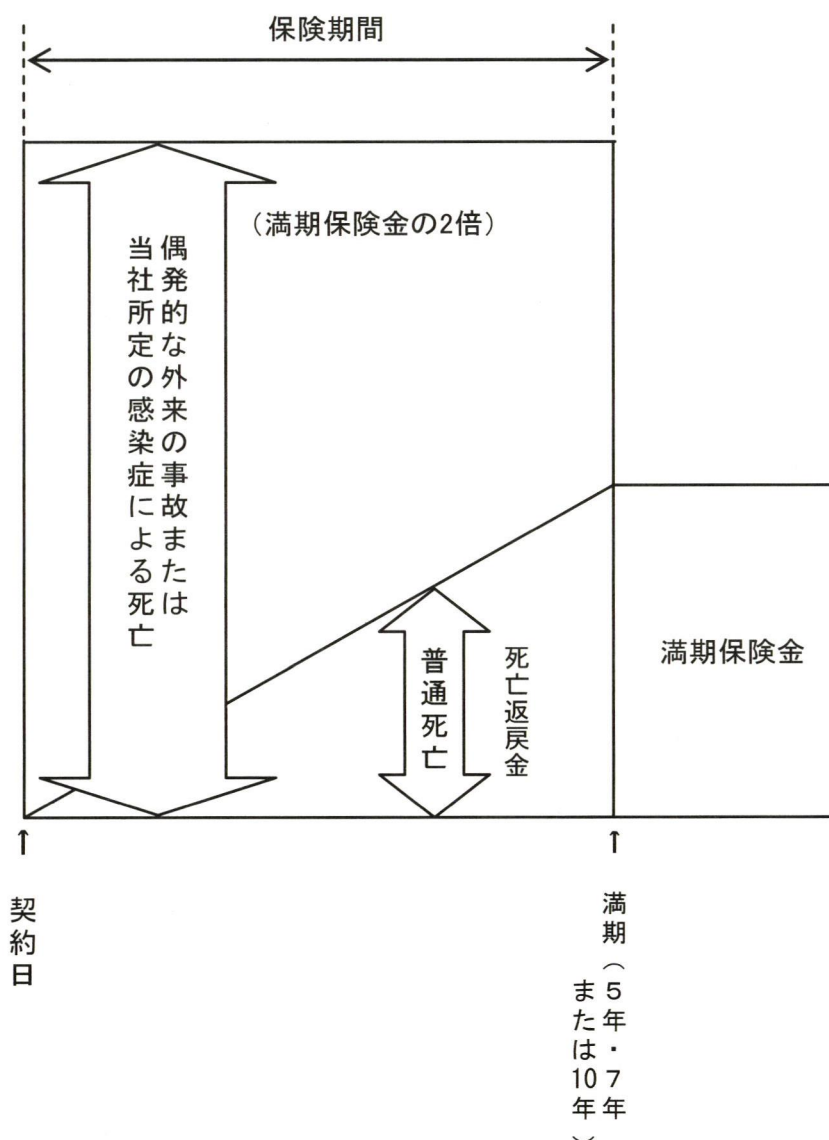 保険期間
（満期保険金の2倍）
偶発的な外来の事故または
当社所定の感染症による死亡
死亡返戻金
普通死亡
満期保険金
↑
↑
契約日
満期（5年・7年
または10年）